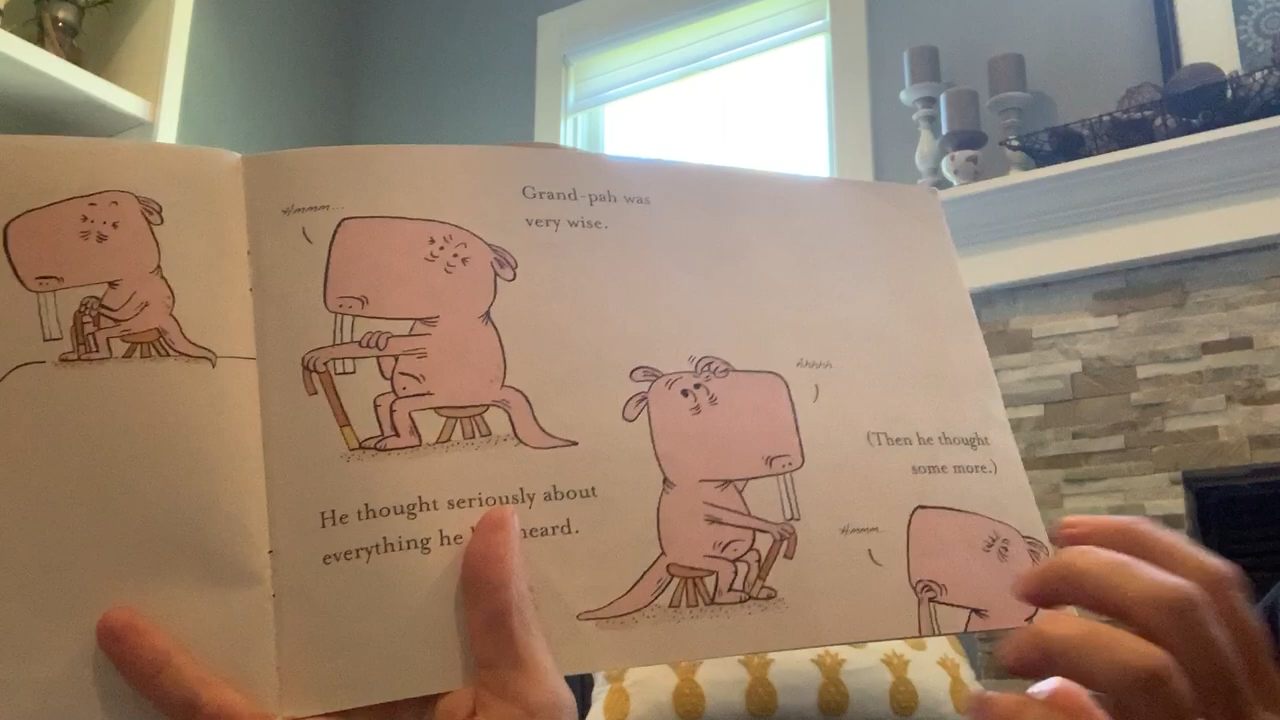 Hmmm...
Grand-pah was
very wise.
He thought seriously about
everything he heard.
Ahhhh
(Then he thought
some more.)
Hmmm